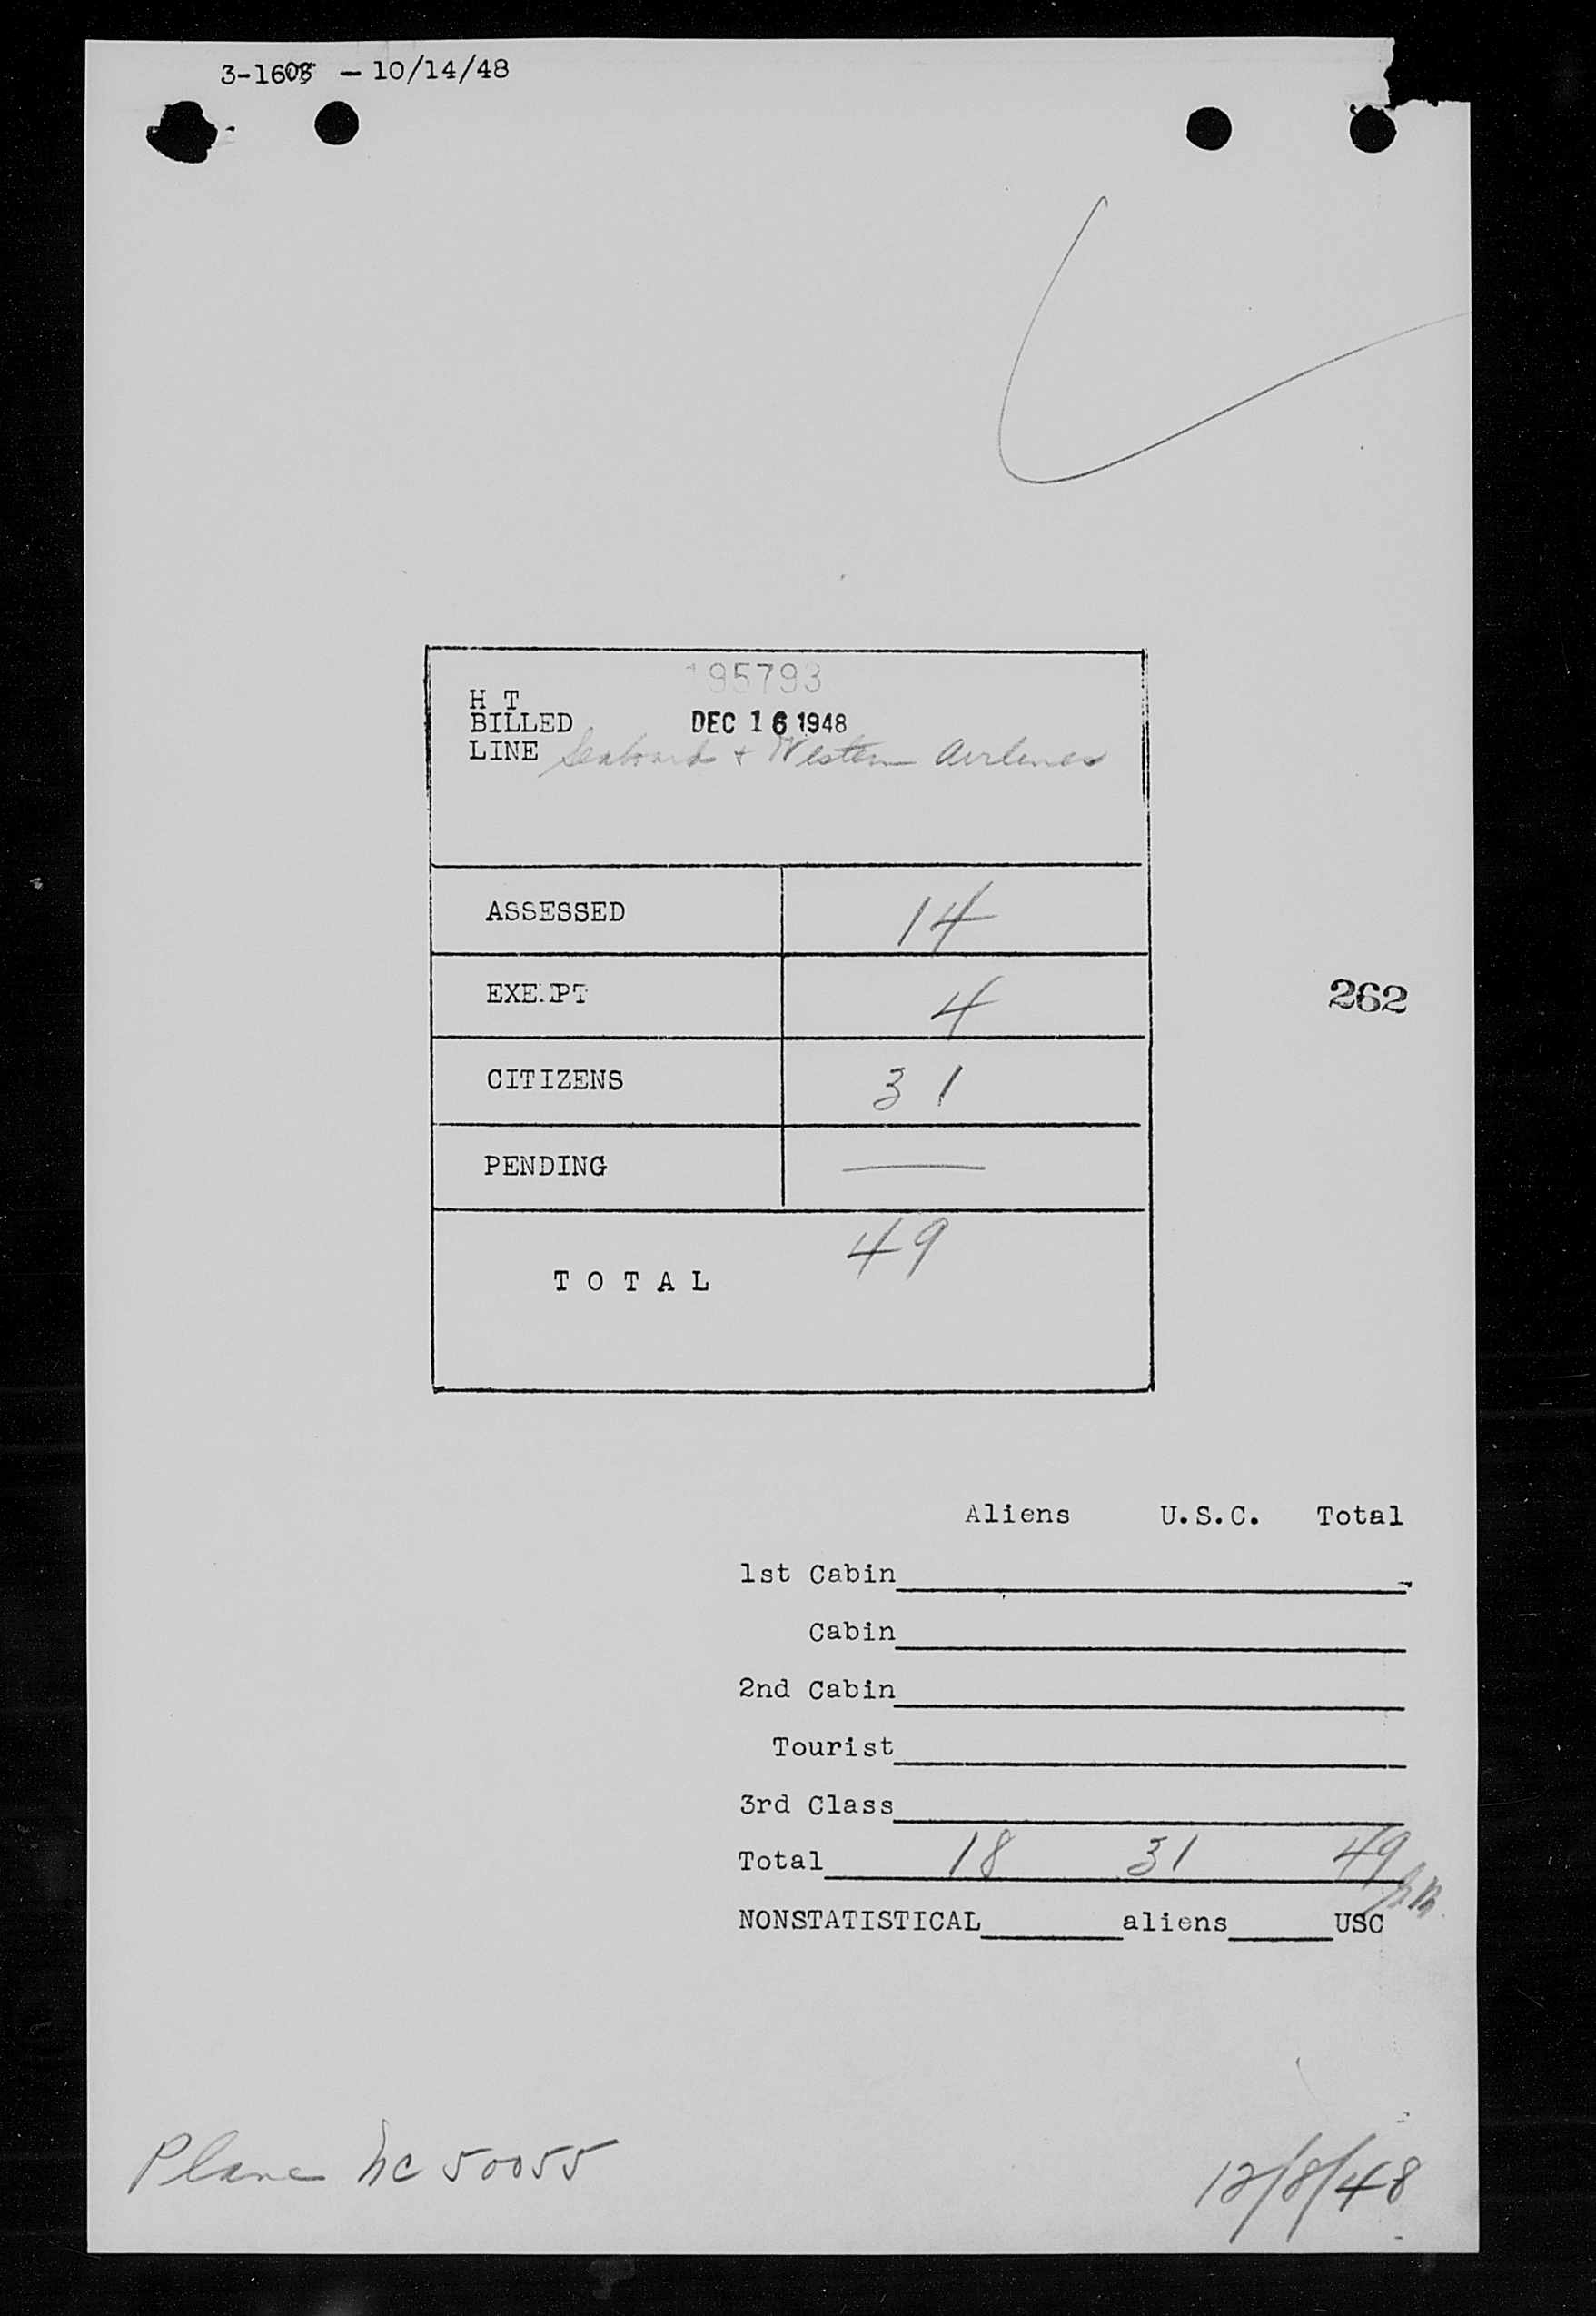 3-1608 - 10/14/48
195793
H T
BILLED DEC 16 1948
LINE Seaboard + Western Airlines
ASSESSED 14
EXEMPT 4
262
CITIZENS 31
PENDING —
TOTAL 49
Aliens U.S.C. Total
1st Cabin
Cabin
2nd Cabin
Tourist
3rd Class
Total 18 31 49
NONSTATISTICAL aliens USC
Plane NC 50055
12/8/48